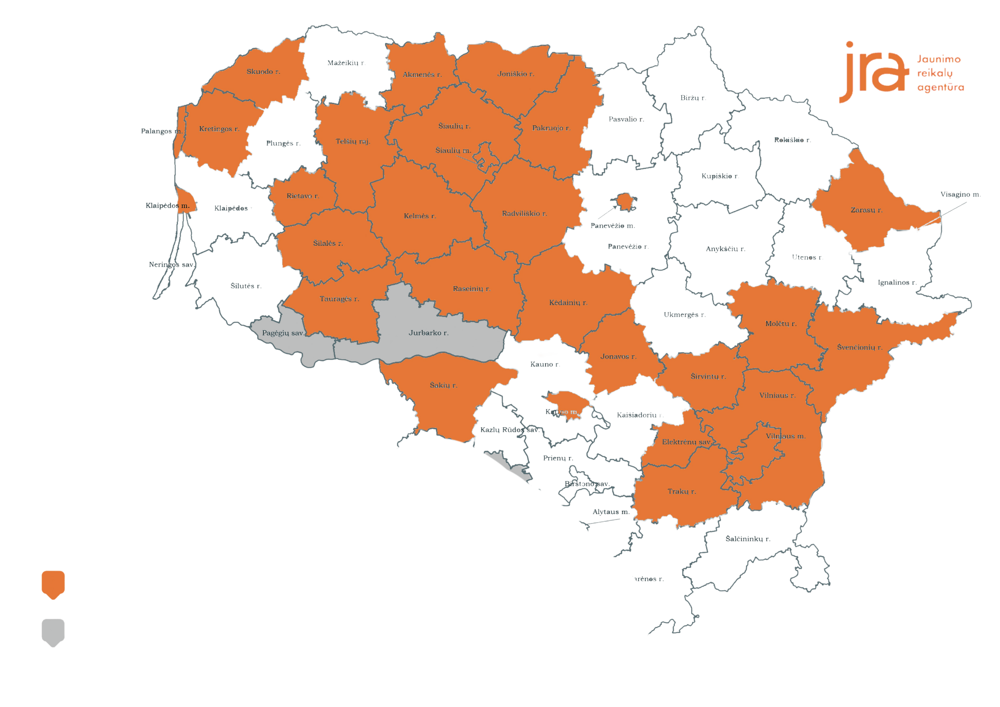 jra
Jaunimo
reikalų
agentūra
Mažeikių r.
Skuodo r.
Akmenės r.
Joniškio r.
Biržų r.
Pasvalio r.
Palangos m.
Kretingos r.
Šiaulių r.
Pakruojo r.
Plungės r.
Telšių raj.
Rokiškio r.
Šiaulių m.
Kupiškio r.
Visagino m.
Rietavo r.
Klaipėdos m.
Klaipėdos
Kelmės r.
Radviliškio r.
Zarasų r.
Panevėžio m.
Šilalės r.
Panevėžio r.
Anykščių r.
Utenos r.
Neringos sav.
Šilutės r.
Raseinių r.
Ignalinos r.
Tauragės r.
Kėdainių r.
Ukmergės r.
Molėtų r.
Pagėgių sav.
Jurbarko r.
Švenčionių r.
Kauno r.
Jonavos r.
Širvintų r.
Šakių r.
Vilniaus r.
Kauno m.
Kaišiadorių r.
Kazlų Rūdos sav.
Vilniaus m.
Elektrėnų sav.
Prienų r.
Birštono sav.
Trakų r.
Alytaus m.
Šalčininkų r.
arėnos r.